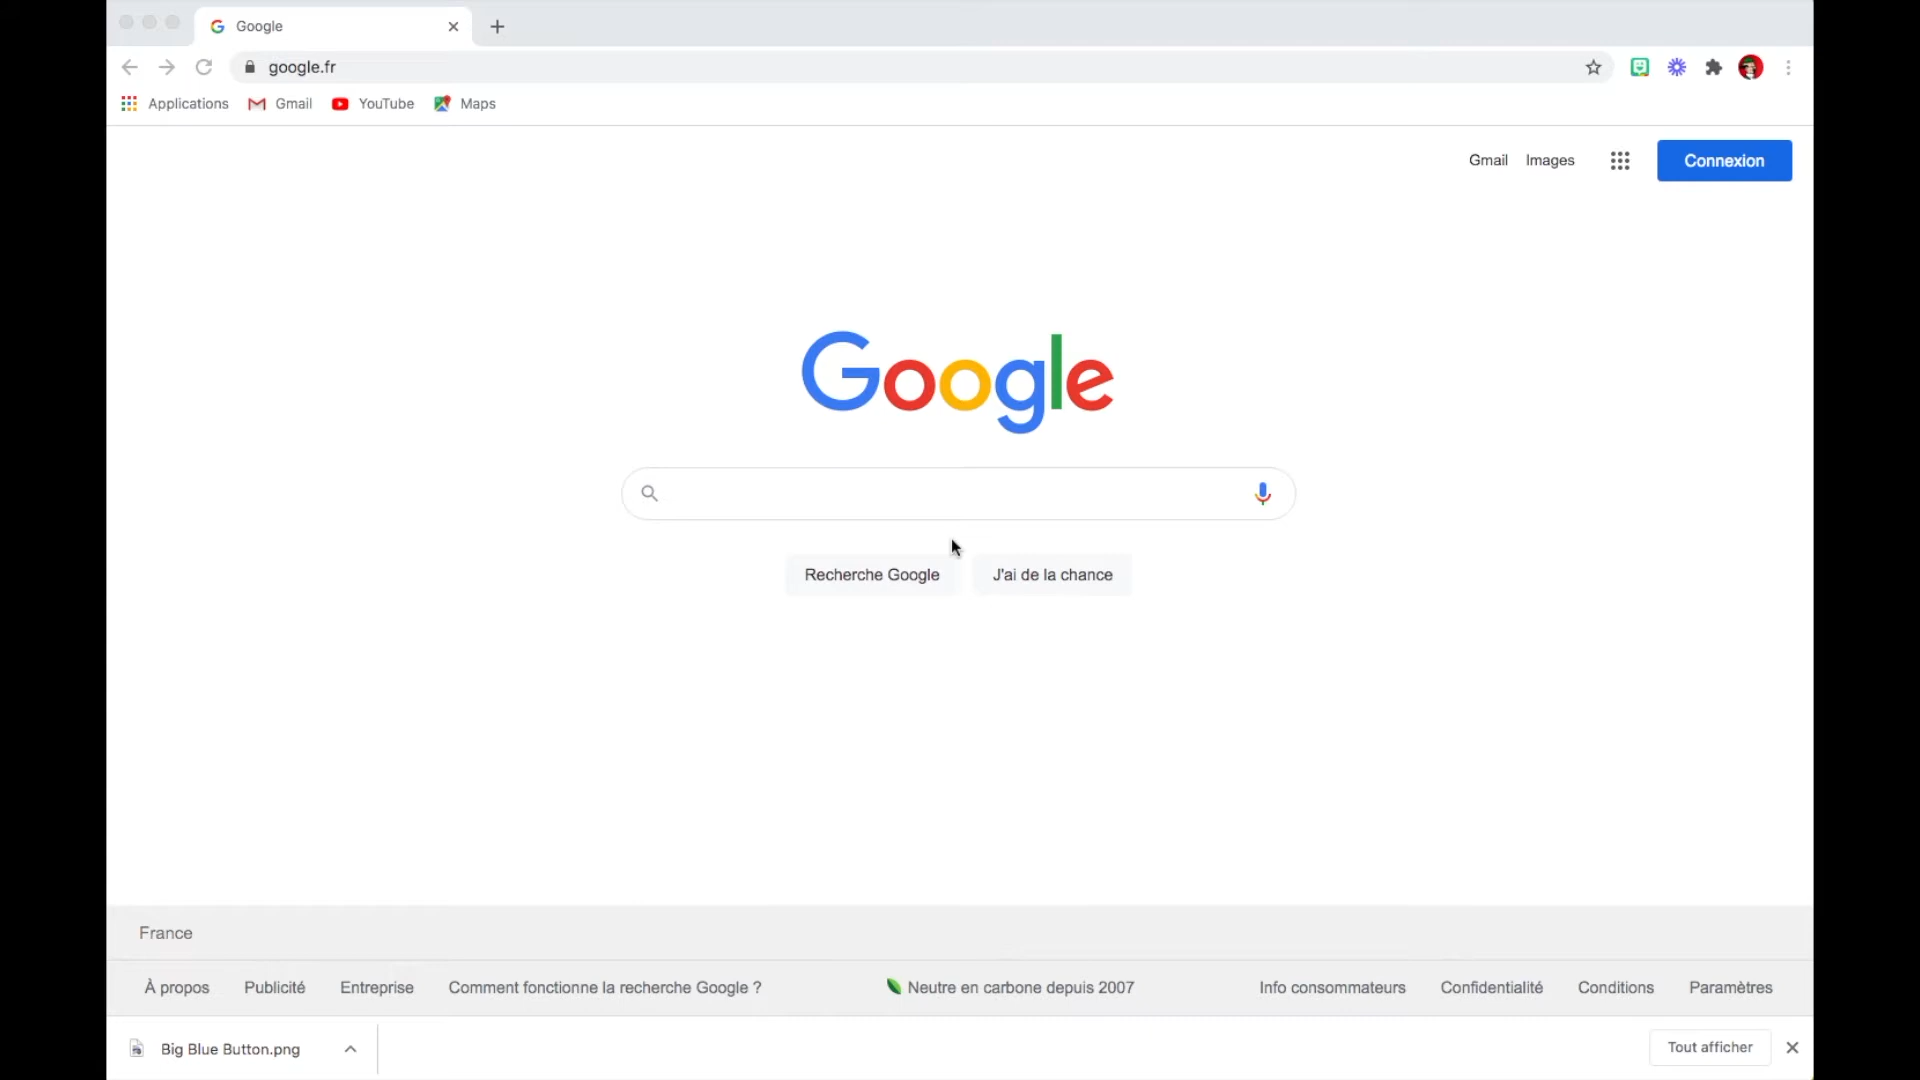 Google
google.fr
Applications Gmail YouTube Maps
Gmail Images Connexion
Google
Recherche Google J'ai de la chance
France
À propos Publicité Entreprise Comment fonctionne la recherche Google ? Neutre en carbone depuis 2007 Info consommateurs Confidentialité Conditions Paramètres
Big Blue Button.png Tout afficher